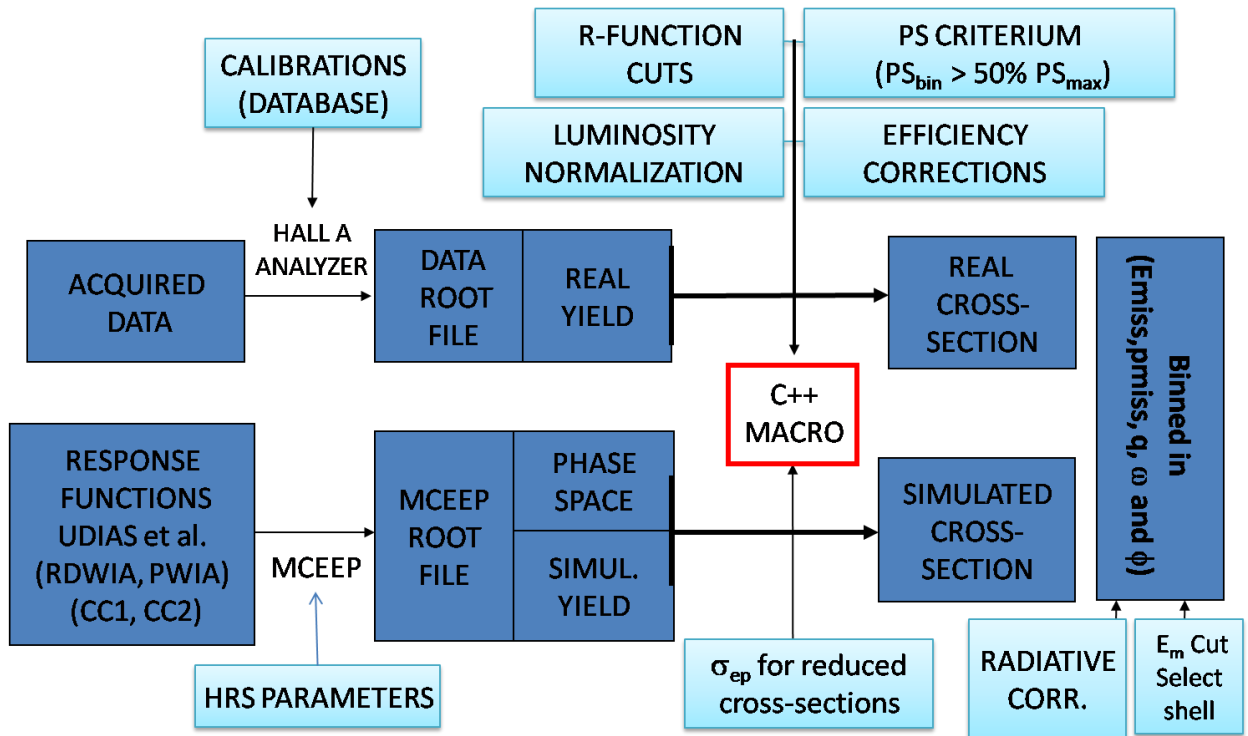 CALIBRATIONS
(DATABASE)
R-FUNCTION
CUTS
PS CRITERIUM
(PSbin > 50% PSmax)
LUMINOSITY
NORMALIZATION
EFFICIENCY
CORRECTIONS
ACQUIRED
DATA
HALL A
ANALYZER
DATA
ROOT
FILE
REAL
YIELD
REAL
CROSS-
SECTION
Binned in
(Emiss,pmiss, q, ω and ϕ)
C++
MACRO
RESPONSE
FUNCTIONS
UDIAS et al.
(RDWIA, PWIA)
(CC1, CC2)
MCEEP
MCEEP
ROOT
FILE
PHASE
SPACE
SIMUL.
YIELD
SIMULATED
CROSS-
SECTION
HRS PARAMETERS
σep for reduced
cross-sections
RADIATIVE
CORR.
Em Cut
Select
shell